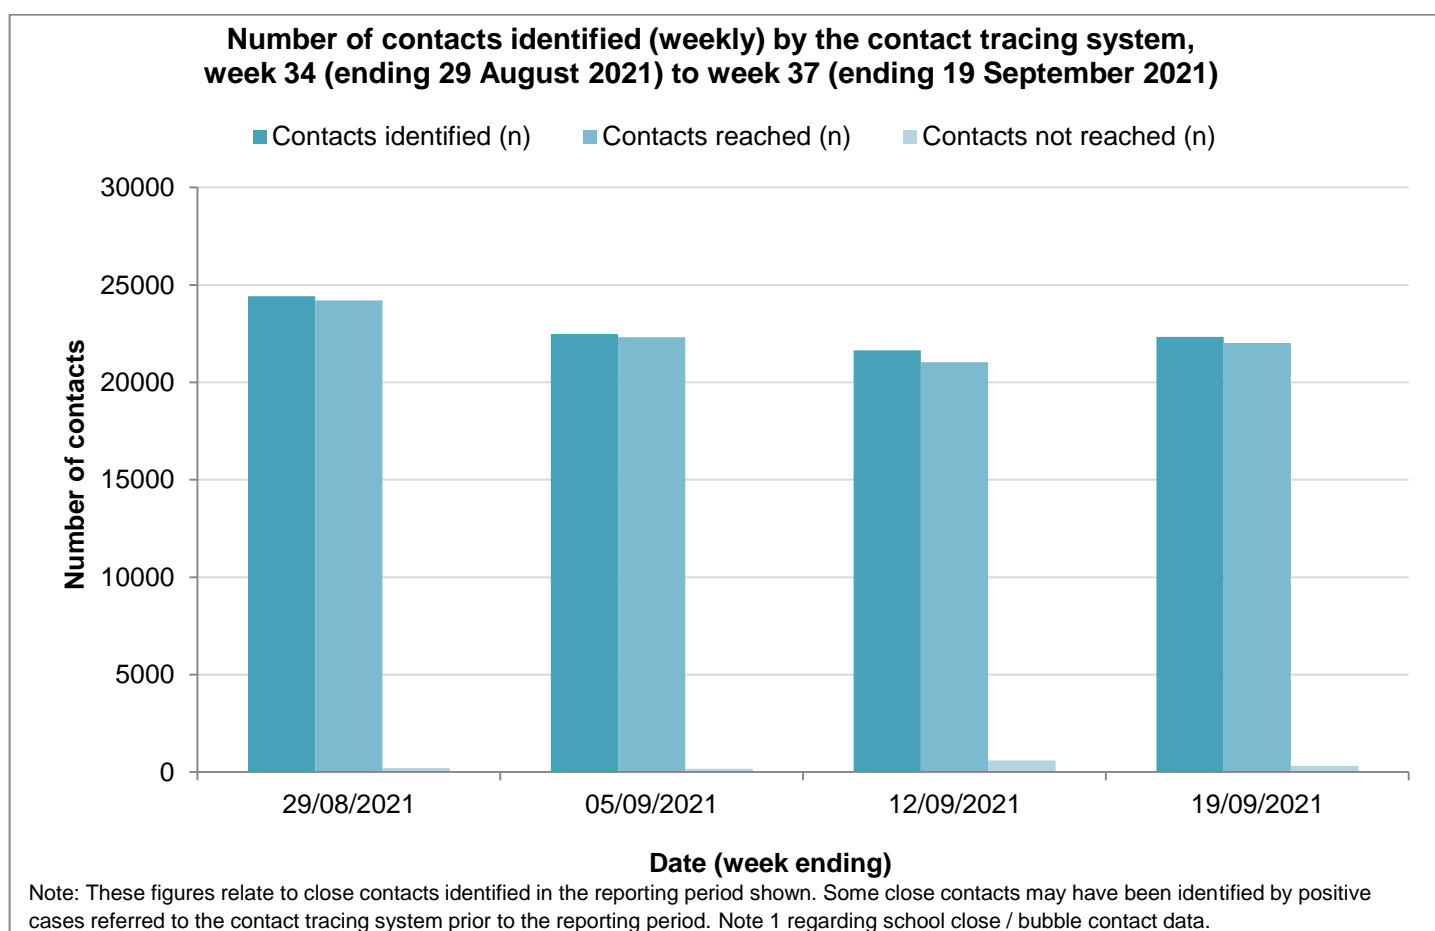 Number of contacts identified (weekly) by the contact tracing system,
week 34 (ending 29 August 2021) to week 37 (ending 19 September 2021)
Contacts identified (n) Contacts reached (n) Contacts not reached (n)
30000
25000
20000
15000
10000
5000
0
Number of contacts
29/08/2021 05/09/2021 12/09/2021 19/09/2021
Date (week ending)
Note: These figures relate to close contacts identified in the reporting period shown. Some close contacts may have been identified by positive
cases referred to the contact tracing system prior to the reporting period. Note 1 regarding school close / bubble contact data.